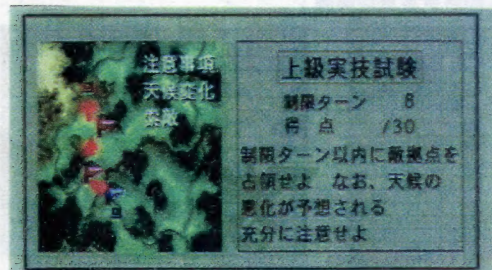 注意事項
天候変化
索敵
上級実技試験
制限ターン 8
得 点 /30
制限ターン以内に敵拠点を
占領せよ なお、天候の
悪化が予想される
充分に注意せよ